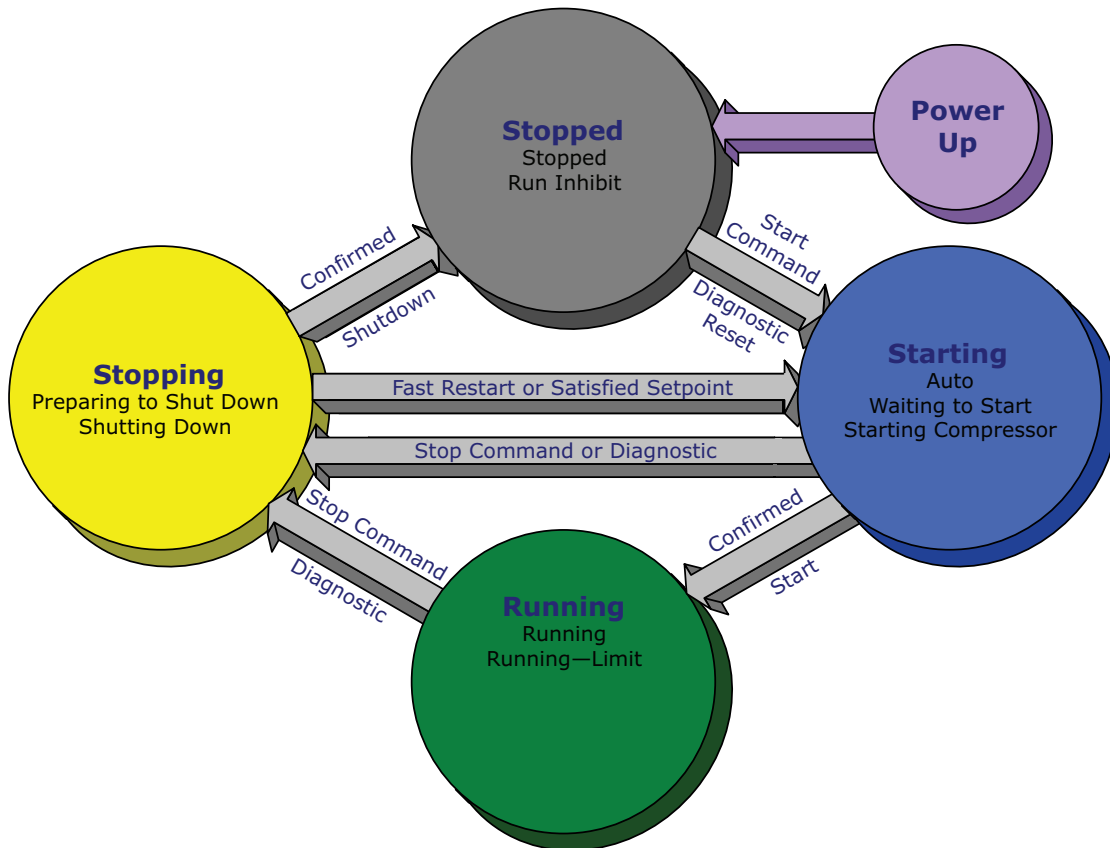 Stopped
Stopped
Run Inhibit
Power
Up
Confirmed
Shutdown
Start
Command
Diagnostic
Reset
Stopping
Preparing to Shut Down
Shutting Down
Fast Restart or Satisfied Setpoint
Stop Command or Diagnostic
Starting
Auto
Waiting to Start
Starting Compressor
Stop Command
Diagnostic
Confirmed
Start
Running
Running
Running—Limit